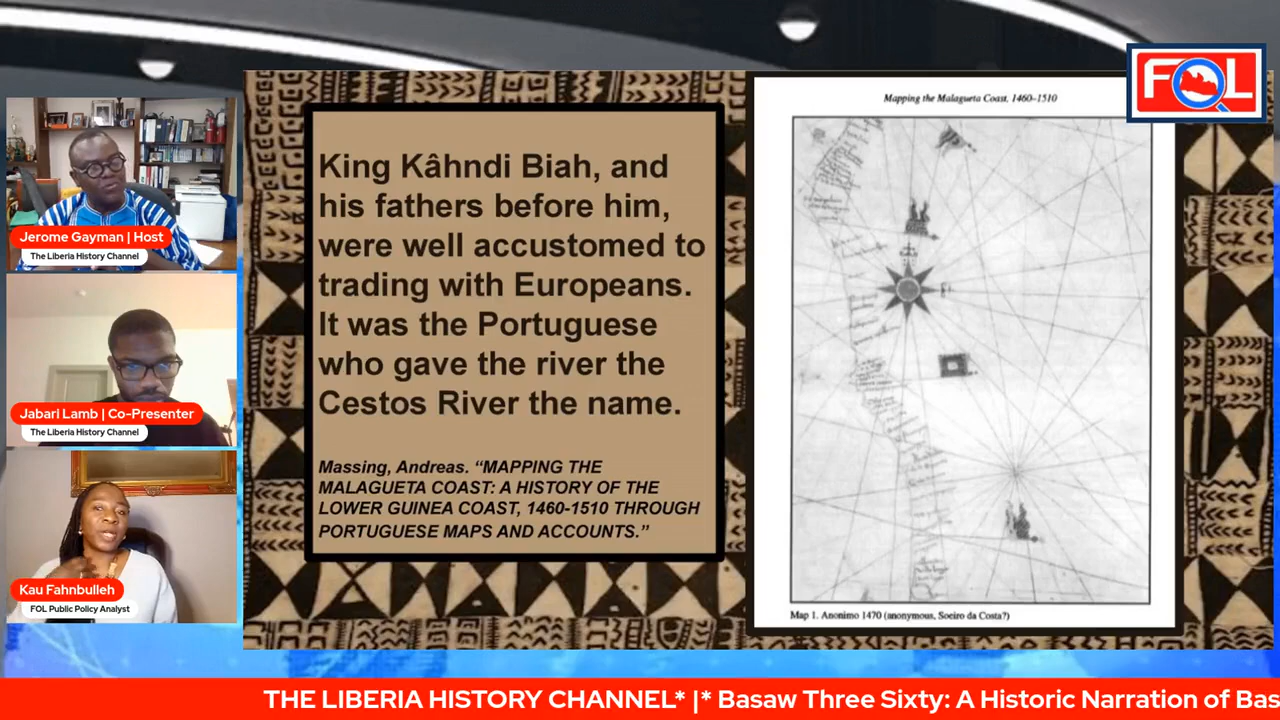 FOL
Jerome Gayman | Host
The Liberia History Channel
Jabari Lamb | Co-Presenter
The Liberia History Channel
Kau Fahnbulleh
FOL Public Policy Analyst
King Kâhndi Biah, and
his fathers before him,
were well accustomed to
trading with Europeans.
It was the Portuguese
who gave the river the
Cestos River the name.
Massing, Andreas. “MAPPING THE
MALAGUETA COAST: A HISTORY OF THE
LOWER GUINEA COAST, 1460-1510 THROUGH
PORTUGUESE MAPS AND ACCOUNTS.”
Mapping the Malagueta Coast, 1460–1510
Map 1. Anonimo 1470 (anonymous, Soeiro da Costa?)
THE LIBERIA HISTORY CHANNEL* |* Basaw Three Sixty: A Historic Narration of Bas